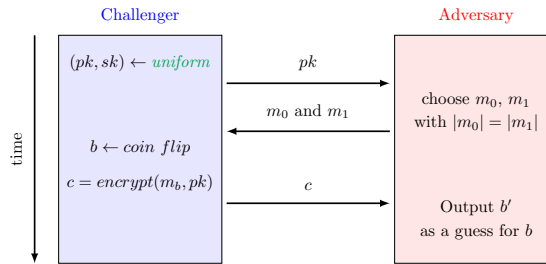 Challenger
Adversary
(pk, sk) ← uniform
pk
choose m₀, m₁
with |m₀| = |m₁|
m₀ and m₁
time
b ← coin flip
c = encrypt(m_b, pk)
c
Output b′
as a guess for b